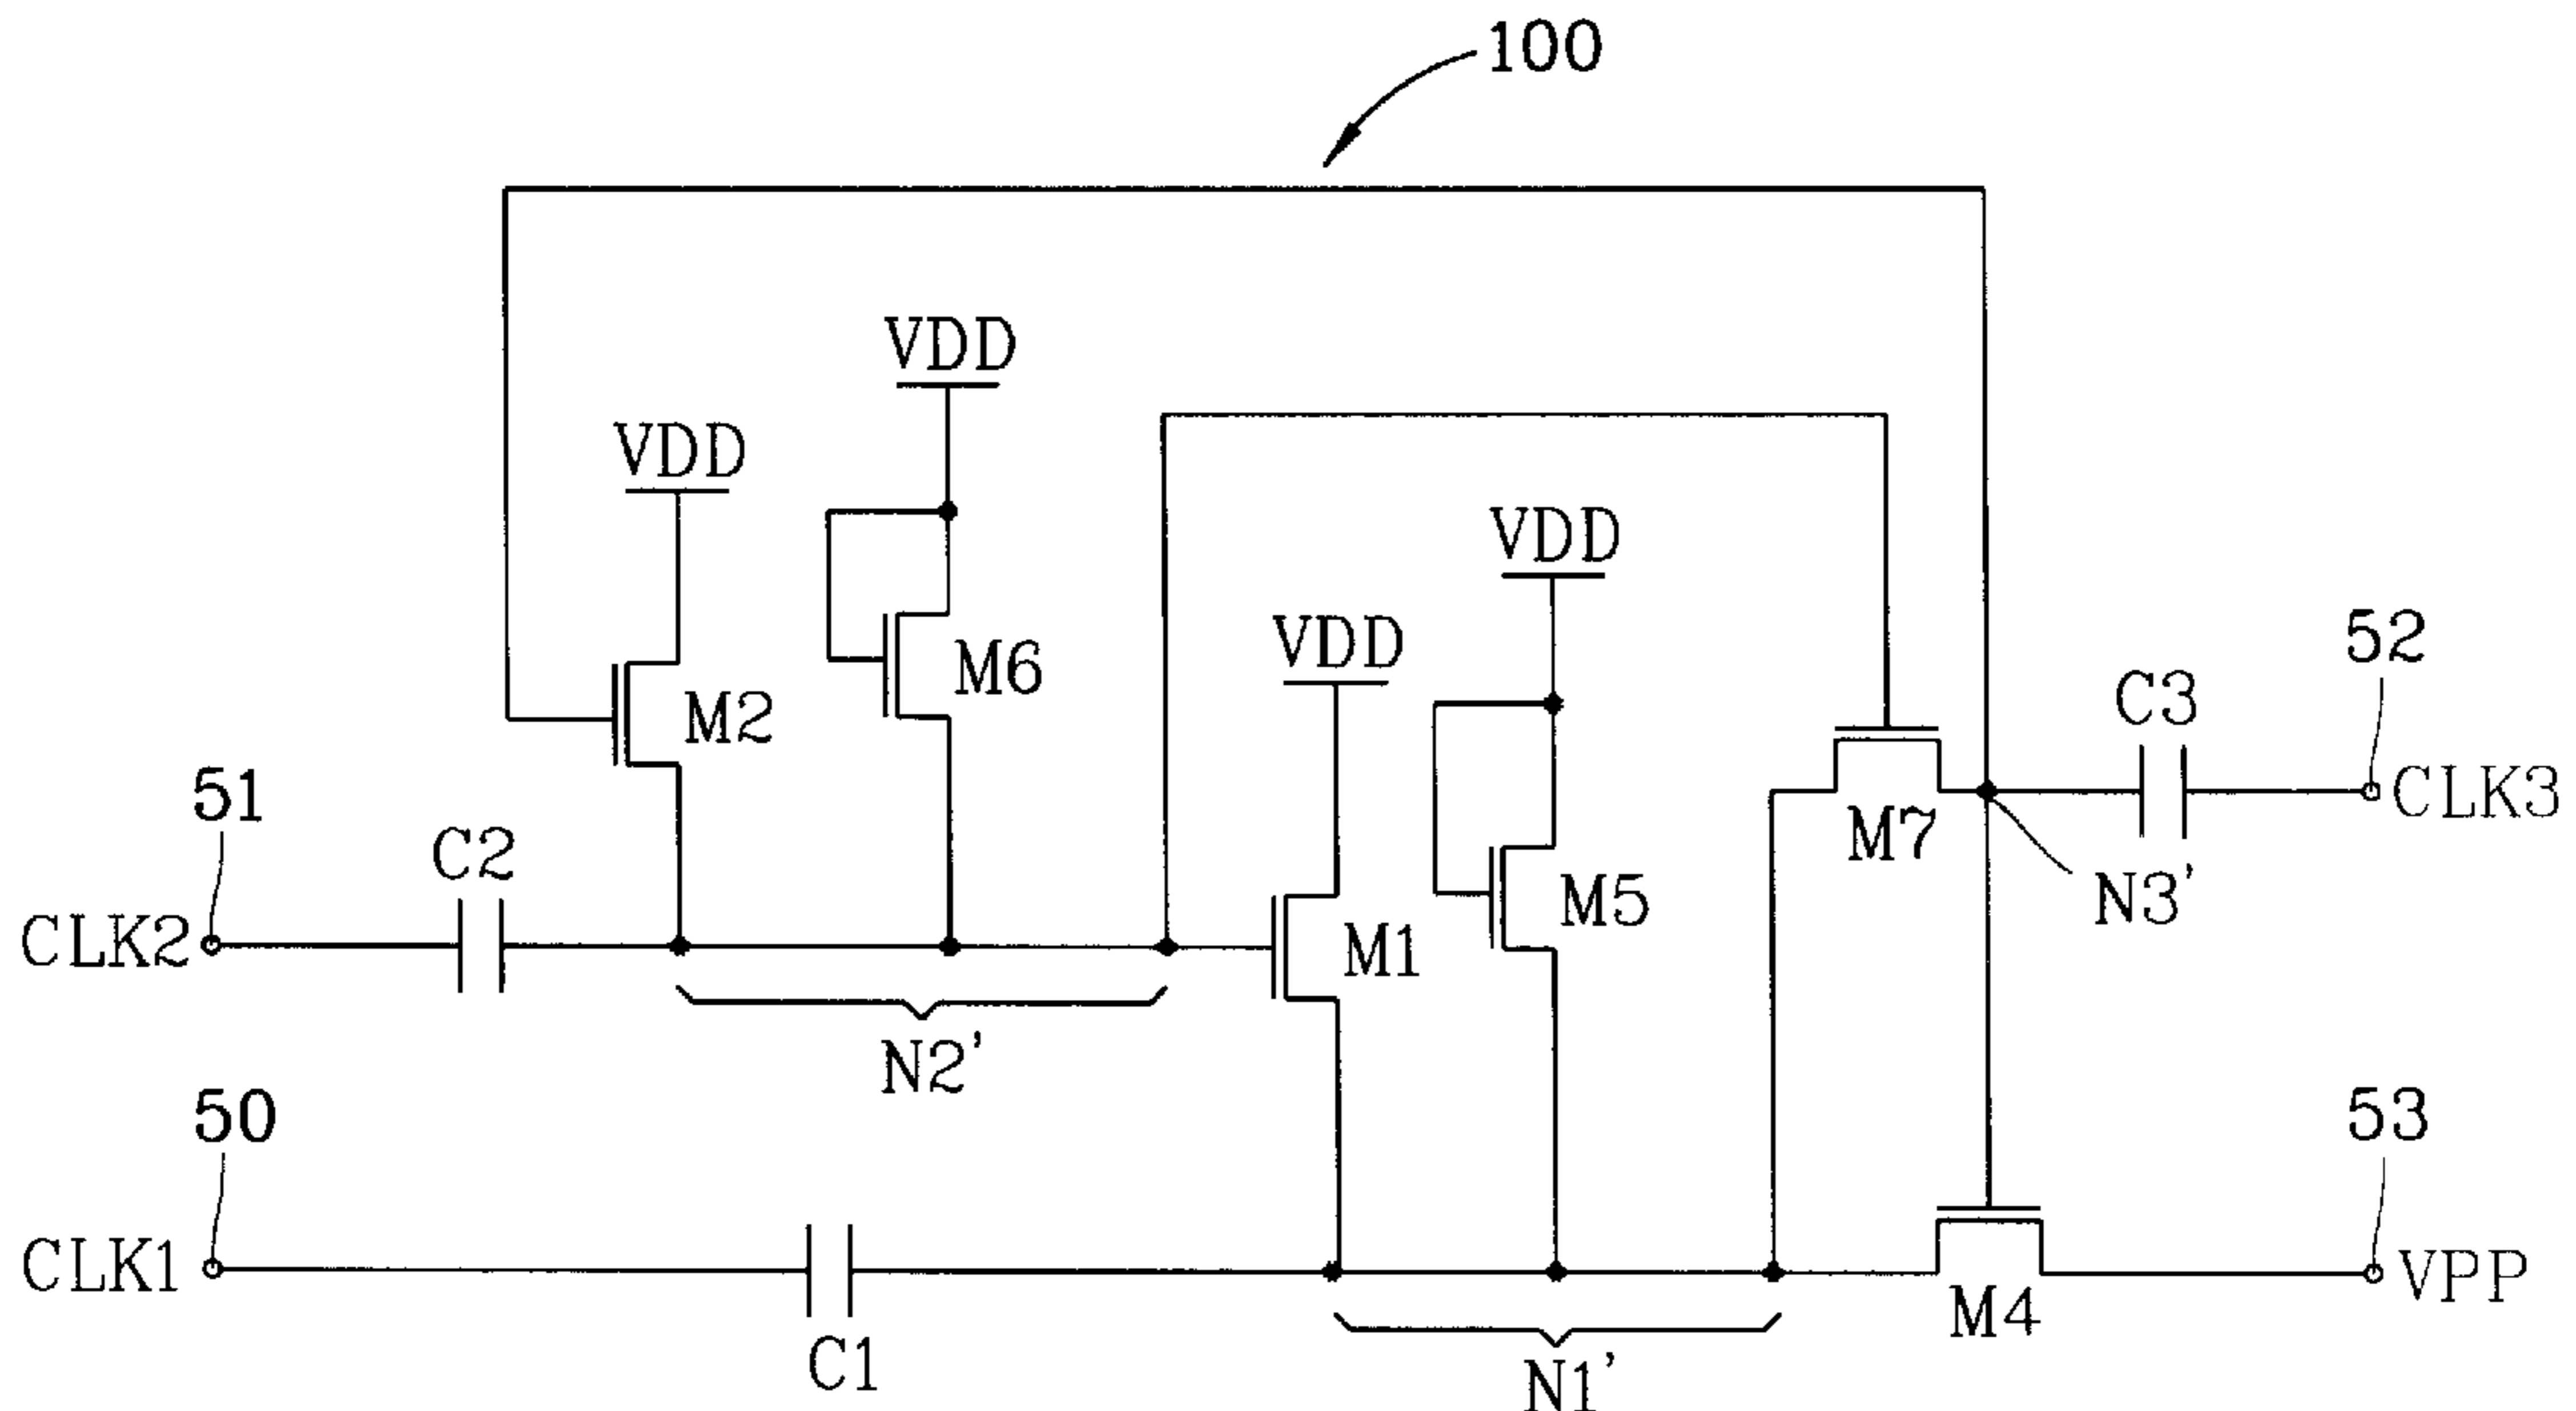 100
VDD
VDD
VDD
VDD
M6
M2
52
C3
51
C2
CLK3
M7
M5
N3'
CLK2
M1
N2'
50
53
CLK1
VPP
M4
C1
N1'